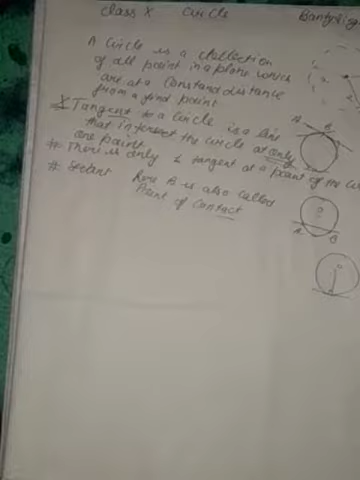 Class X Circle
A circle is a collection
of all point in a plane which
are at a constand distance
from a fixd point
Tangent to a circle is a line
that intersect the circle at only
one point
# There is only 1 tangent at a point of the
# Secant
Here A is also called
Point of contact
A
B
O